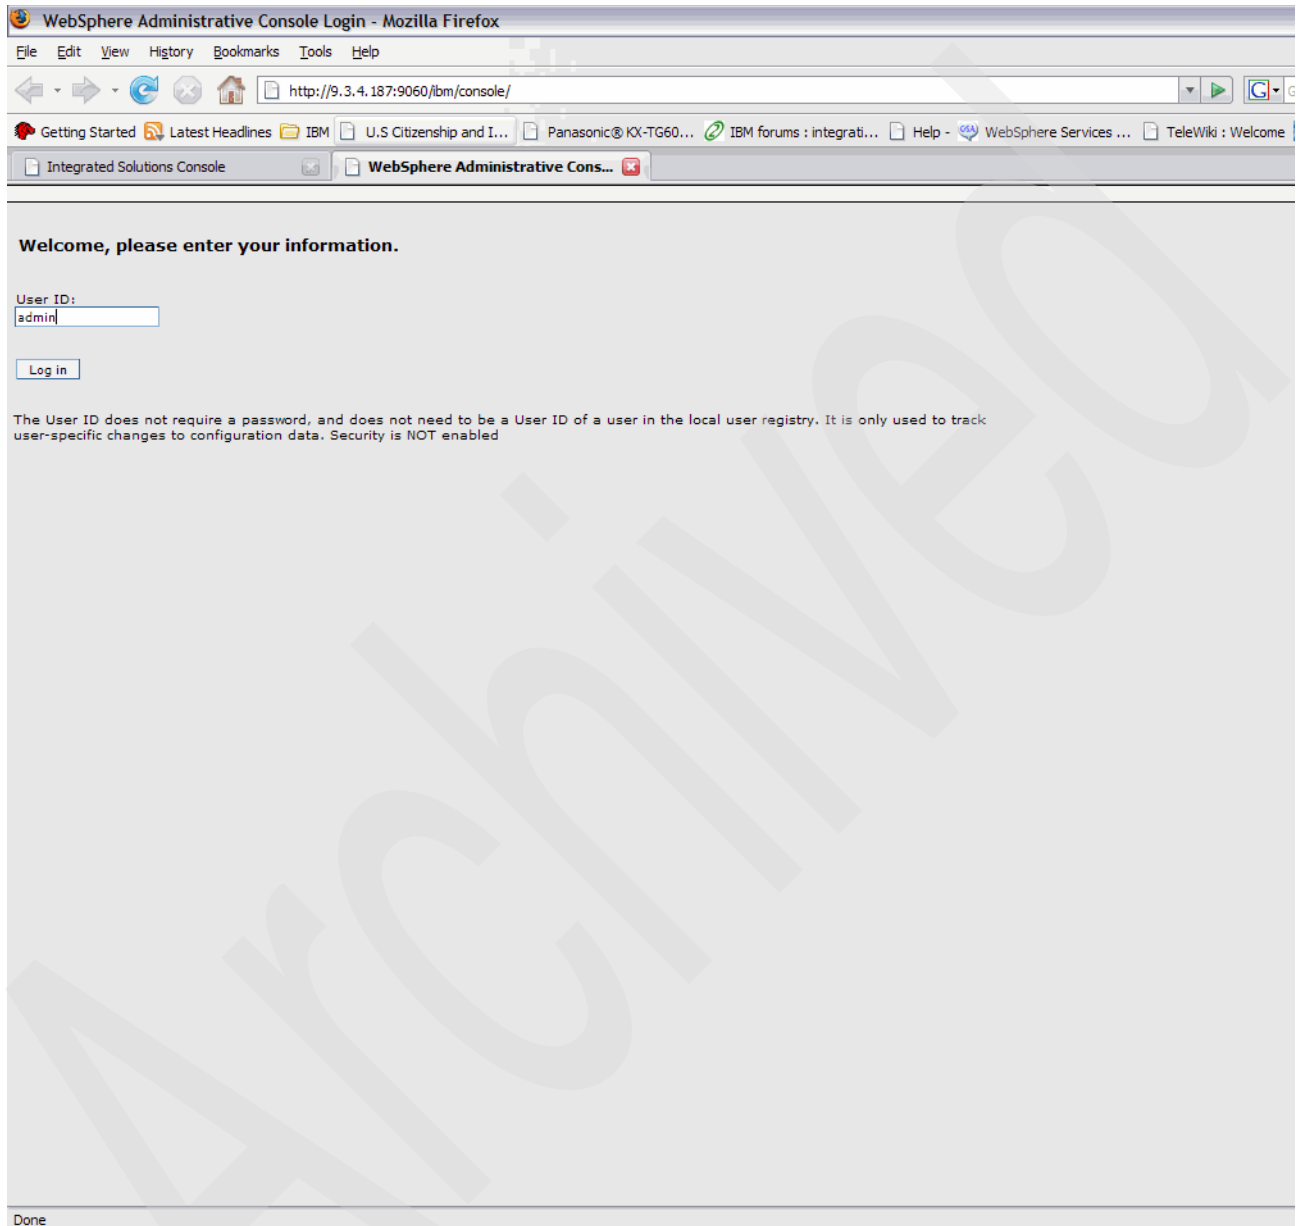 WebSphere Administrative Console Login - Mozilla Firefox
File Edit View History Bookmarks Tools Help
http://9.3.4.187:9060/ibm/console/
G
Getting Started Latest Headlines IBM U.S Citizenship and I... Panasonic® KX-TG60... IBM forums : integrati... Help - WebSphere Services ... TeleWiki : Welcome
Integrated Solutions Console WebSphere Administrative Cons...
Welcome, please enter your information.
User ID:
admin
Log in
The User ID does not require a password, and does not need to be a User ID of a user in the local user registry. It is only used to track
user-specific changes to configuration data. Security is NOT enabled
Archived
Done